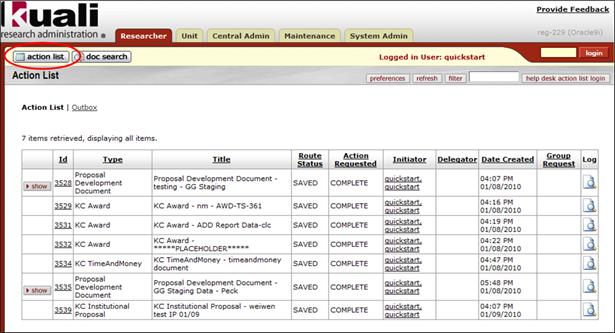 kuali
research administration
Provide Feedback
reg-229 (Oracle9i)
Researcher Unit Central Admin Maintenance System Admin
action list doc search Logged in User: quickstart login
Action List preferences refresh filter help desk action list login
Action List | Outbox
7 items retrieved, displaying all items.
Id Type Title Route Status Action Requested Initiator Delegator Date Created Group Request Log
show 3528 Proposal Development Document Proposal Development Document - testing - GG Staging SAVED COMPLETE quickstart, quickstart 04:07 PM 01/08/2010
3529 KC Award KC Award - nm - AWD-TS-361 SAVED COMPLETE quickstart, quickstart 04:16 PM 01/08/2010
3531 KC Award KC Award - ADD Report Data-clc SAVED COMPLETE quickstart, quickstart 04:19 PM 01/08/2010
3532 KC Award KC Award - *****PLACEHOLDER***** SAVED COMPLETE quickstart, quickstart 04:22 PM 01/08/2010
3534 KC TimeAndMoney KC TimeAndMoney - timeandmoney document SAVED COMPLETE quickstart, quickstart 04:47 PM 01/08/2010
show 3535 Proposal Development Document Proposal Development Document - GG Staging Data - Peck SAVED COMPLETE quickstart, quickstart 05:48 PM 01/08/2010
3539 KC Institutional Proposal KC Institutional Proposal - weiwen test IP 01/09 SAVED COMPLETE quickstart, quickstart 04:07 PM 01/09/2010